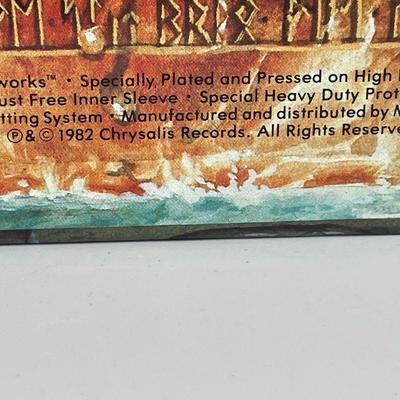 works™ • Specially Plated and Pressed on High
ust Free Inner Sleeve • Special Heavy Duty Prot
tting System • Manufactured and distributed by M
℗&© 1982 Chrysalis Records. All Rights Reserve